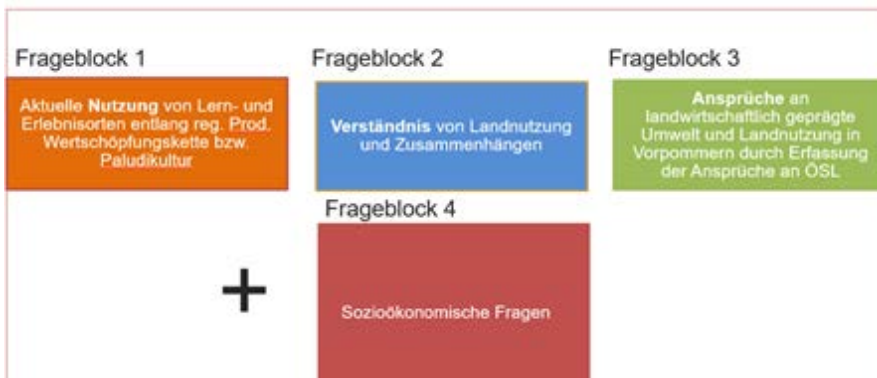 Frageblock 1
Aktuelle Nutzung von Lern- und
Erlebnisorten entlang reg. Prod.
Wertschöpfungskette bzw.
Paludikultur
Frageblock 2
Verständnis von Landnutzung
und Zusammenhängen
Frageblock 3
Ansprüche an
landwirtschaftlich geprägte
Umwelt und Landnutzung in
Vorpommern durch Erfassung
der Ansprüche an ÖSL
+
Frageblock 4
Sozioökonomische Fragen